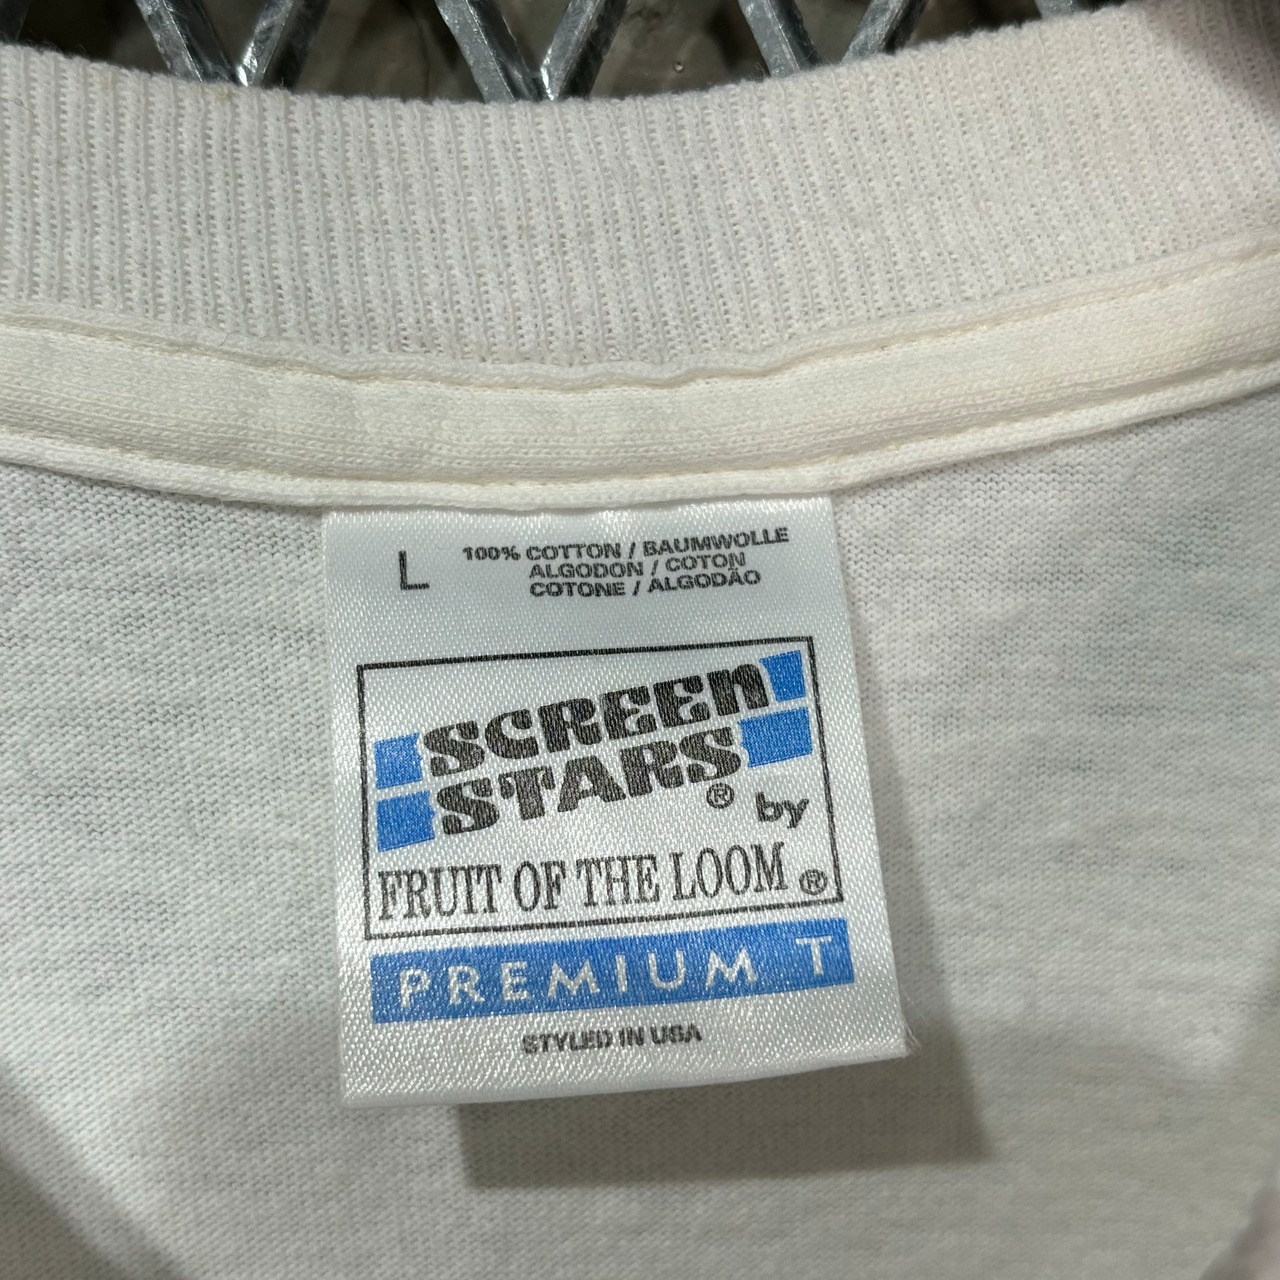 L
100% COTTON / BAUMWOLLE
ALGODON / COTON
COTONE / ALGODÃO
SCREEN
STARS® by
FRUIT OF THE LOOM®
PREMIUM T
STYLED IN USA